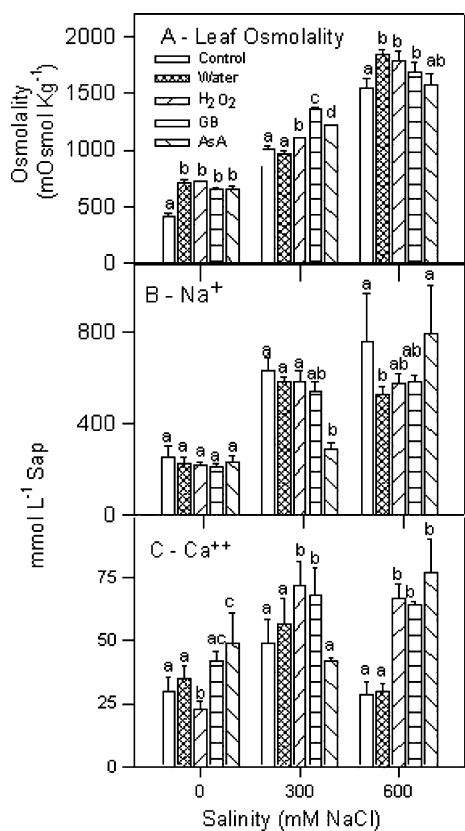 A - Leaf Osmolality
Control
Water
H2O2
GB
AsA
Osmolality
(mOsmol Kg-1)
2000
1500
1000
500
0
a b b b b
a a b c d
a b b b ab
B - Na+
800
400
0
a a a a a
a a a ab b
a b ab ab a
mmol L-1 Sap
C - Ca++
75
50
25
0
a a b ac c
a a b b a
a a b b b
0 300 600
Salinity (mM NaCl)